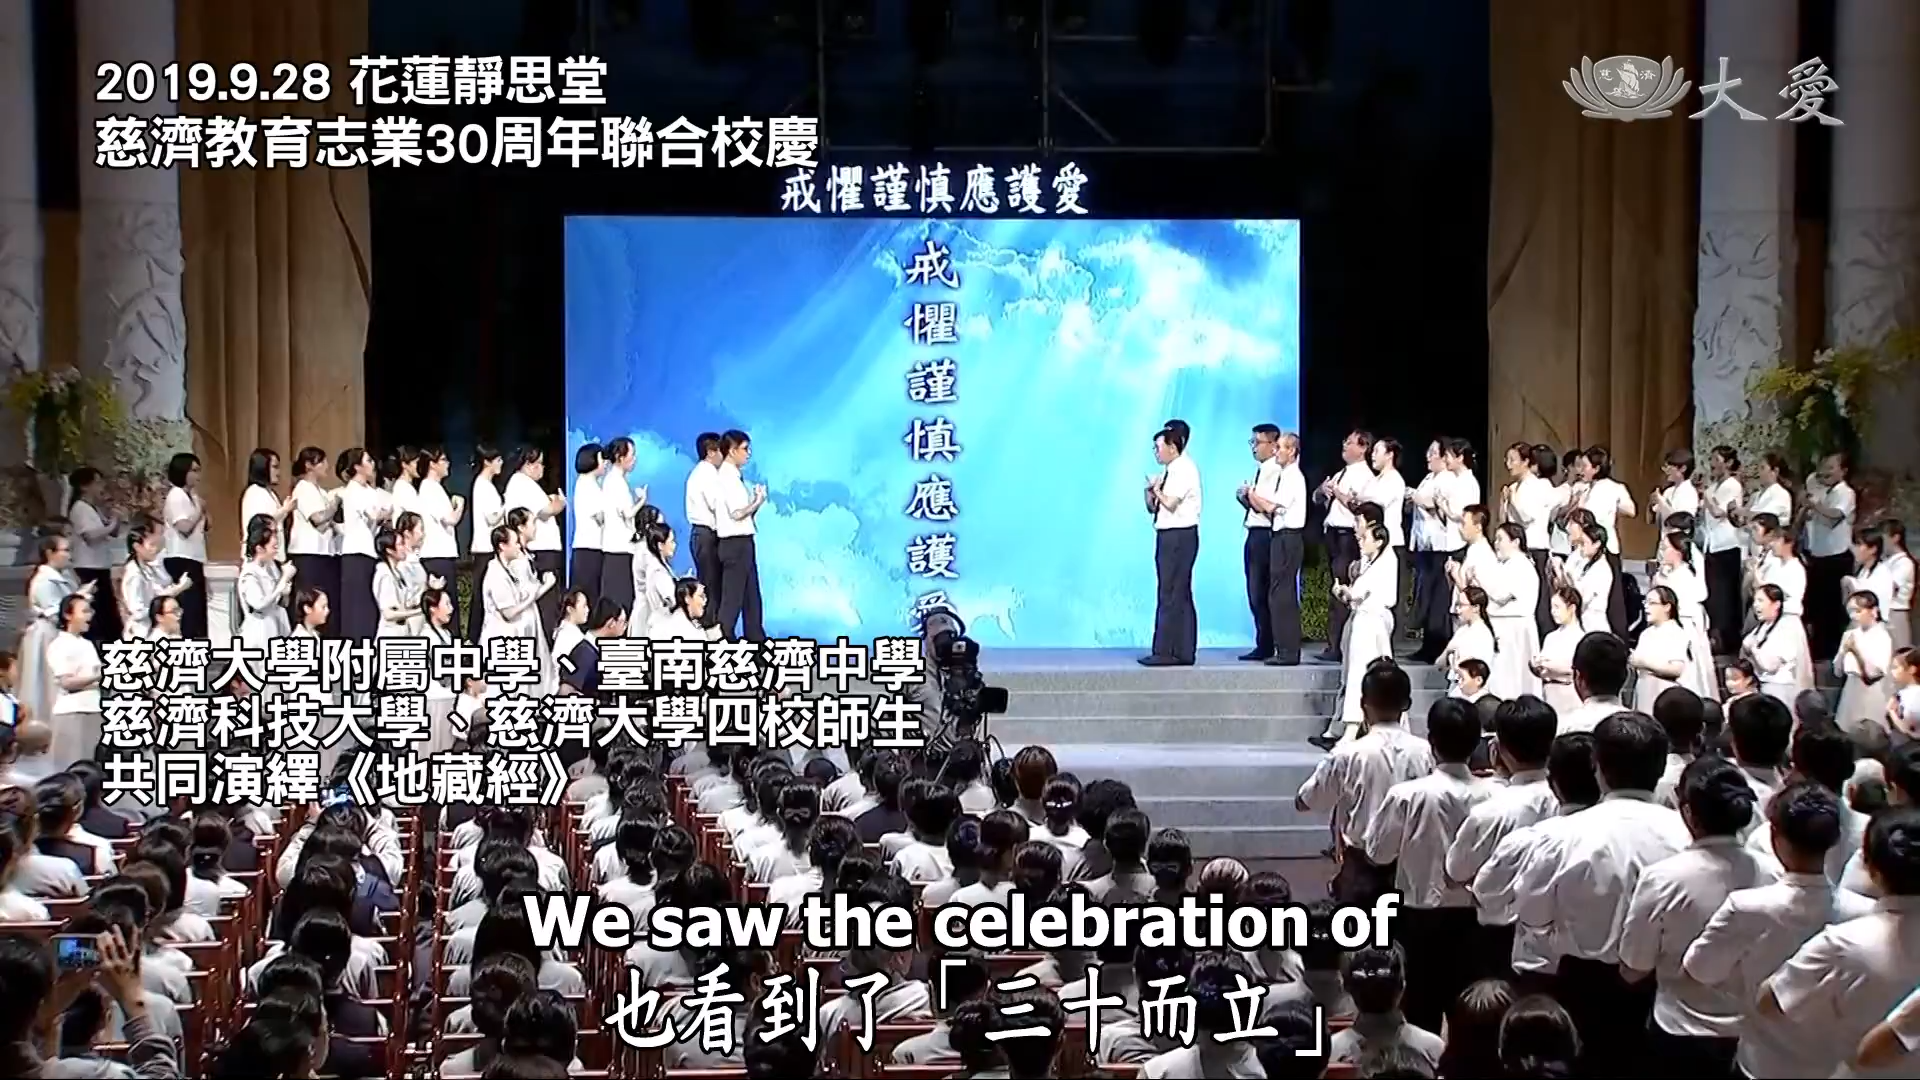 2019.9.28 花蓮靜思堂
慈濟教育志業30周年聯合校慶
慈濟
大愛
戒懼謹慎應護愛
戒懼謹慎應護愛
慈濟大學附屬中學、臺南慈濟中學
慈濟科技大學、慈濟大學四校師生
共同演繹《地藏經》
We saw the celebration of
也看到了「三十而立」